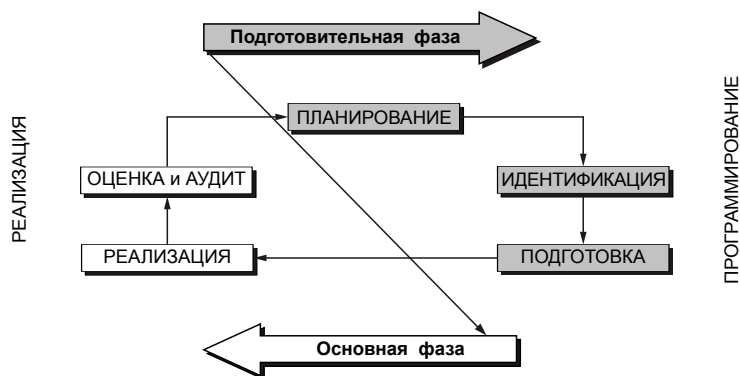 Подготовительная фаза
РЕАЛИЗАЦИЯ
ПРОГРАММИРОВАНИЕ
ПЛАНИРОВАНИЕ
ОЦЕНКА и АУДИТ
ИДЕНТИФИКАЦИЯ
РЕАЛИЗАЦИЯ
ПОДГОТОВКА
Основная фаза